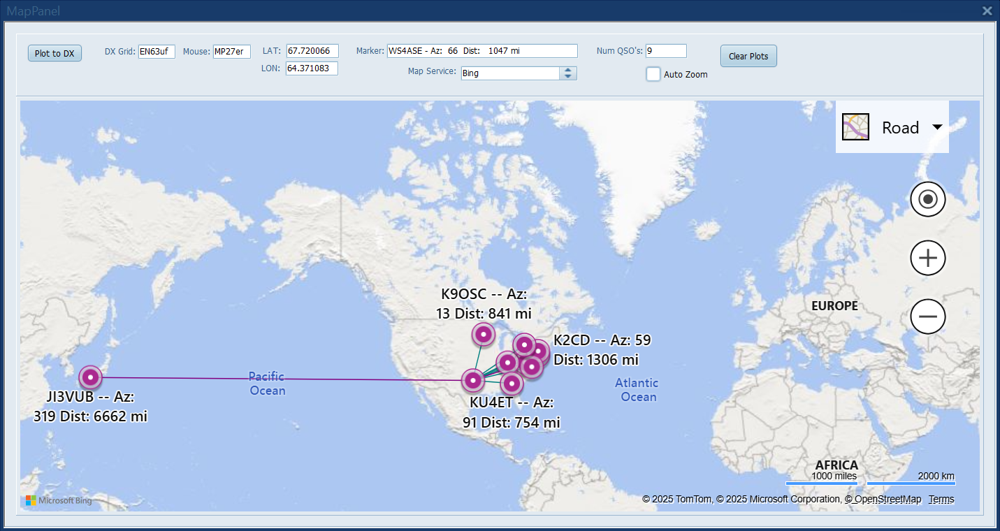 MapPanel
Plot to DX
DX Grid: EN63uf
Mouse: MP27er
LAT: 67.720066
LON: 64.371083
Marker: WS4ASE - Az: 66 Dist: 1047 mi
Map Service: Bing
Num QSO's: 9
Auto Zoom
Clear Plots
Road
K9OSC -- Az:
13 Dist: 841 mi
K2CD -- Az: 59
Dist: 1306 mi
EUROPE
Pacific
Ocean
Atlantic
Ocean
JI3VUB -- Az:
319 Dist: 6662 mi
KU4ET -- Az:
91 Dist: 754 mi
AFRICA
1000 miles
2000 km
Microsoft Bing
© 2025 TomTom, © 2025 Microsoft Corporation, © OpenStreetMap Terms